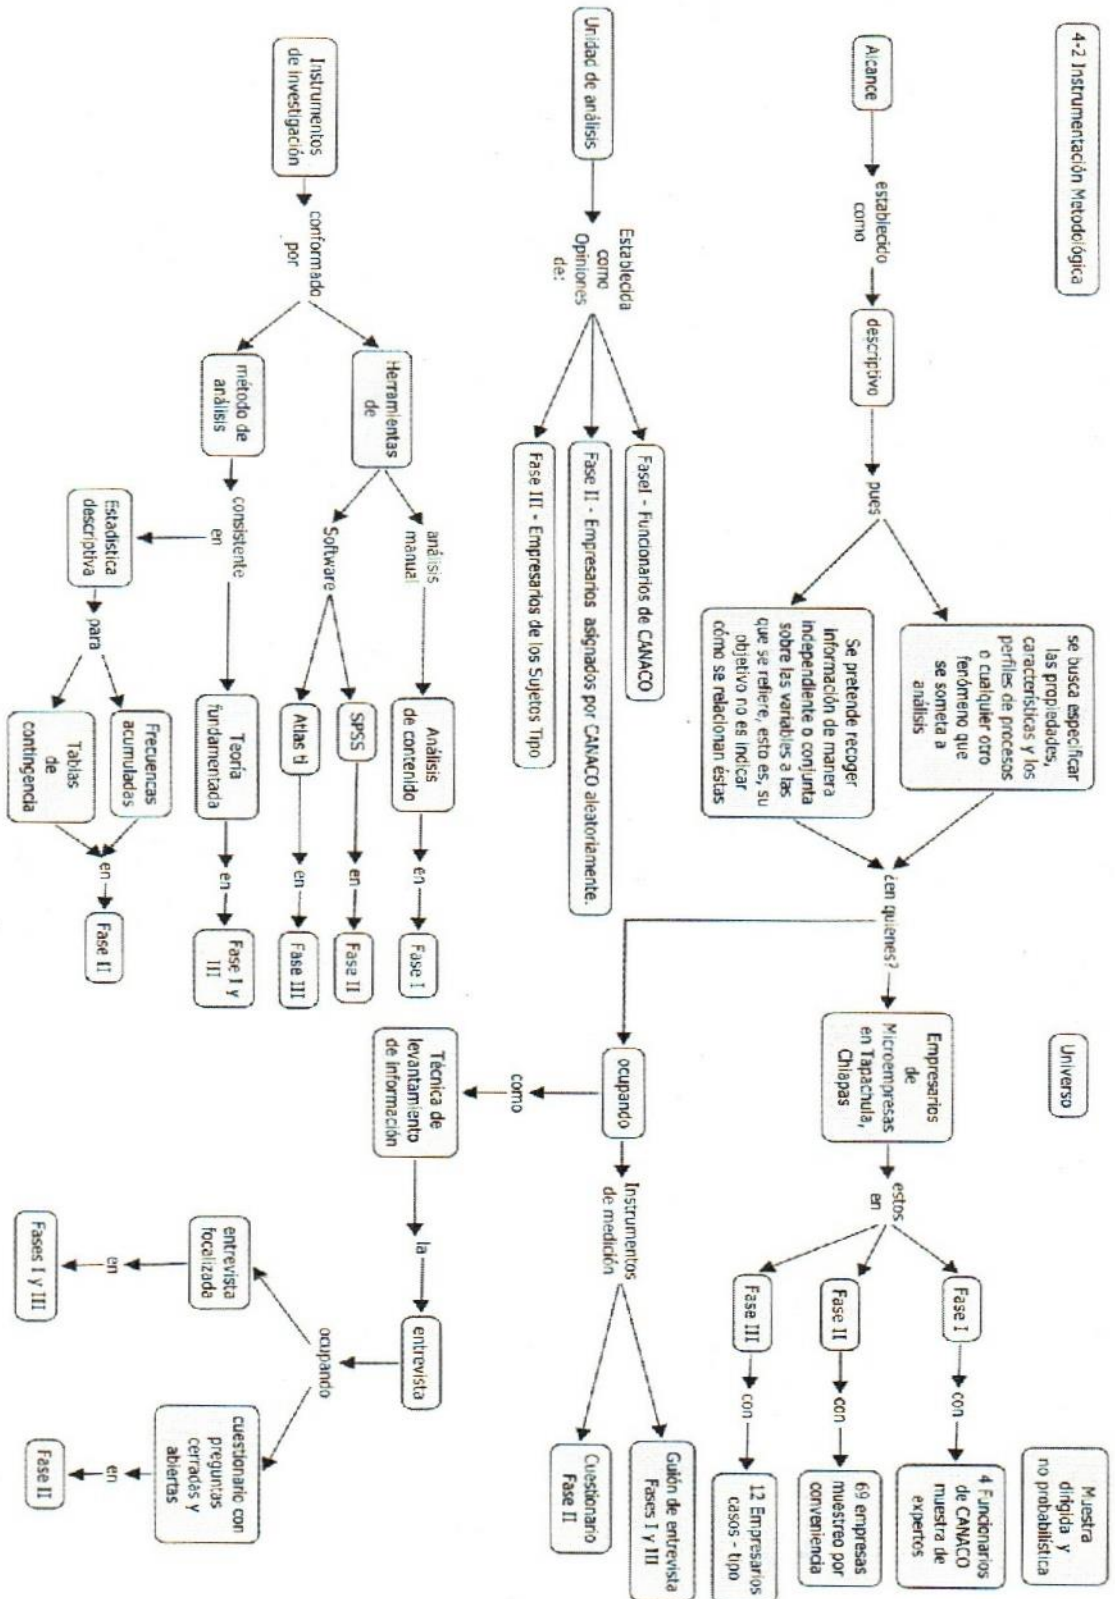 4-2 Instrumentación Metodológica
Universo
Muestra
dirigida y
no probabilística
Alcance
establecido
como
descriptivo
pues
se busca especificar
las propiedades,
características y los
perfiles de procesos
o cualquier otro
fenómeno que
se someta a
análisis
Se pretende recoger
información de manera
independiente o conjunta
sobre las variables a las
que se refiere, esto es, su
objetivo no es indicar
cómo se relacionan éstas
¿en quienes?
Empresarios
de
Microempresas
en Tapachula,
Chiapas
estos
en
Fase I
con
4 Funcionarios
de CANACO
muestra de
expertos
Fase II
con
69 empresas
muestreo por
conveniencia
Fase III
con
12 Empresarios
casos - tipo
ocupando
Instrumentos
de medición
Guión de entrevista
Fases I y III
Cuestionario
Fase II
como
Técnica de
levantamiento
de información
la
entrevista
ocupando
cuestionario con
preguntas
cerradas y
abiertas
en
Fase II
entrevista
focalizada
en
Fases I y III
Unidad de análisis
Establecida
como
Opiniones
de:
FaseI - Funcionarios de CANACO
Fase II - Empresarios asignados por CANACO aleatoriamente.
Fase III - Empresarios de los Sujetos Tipo
Instrumentos
de investigación
conformado
por
Herramientas
de
análisis
manual
Análisis
de contenido
en
Fase I
Software
SPSS
en
Fase II
Atlas ti
en
Fase III
método de
análisis
consistente
en
Teoría
fundamentada
en
Fase I y
III
Estadística
descriptiva
para
Frecuencas
acumuladas
Tablas
de
contingencia
en
Fase II